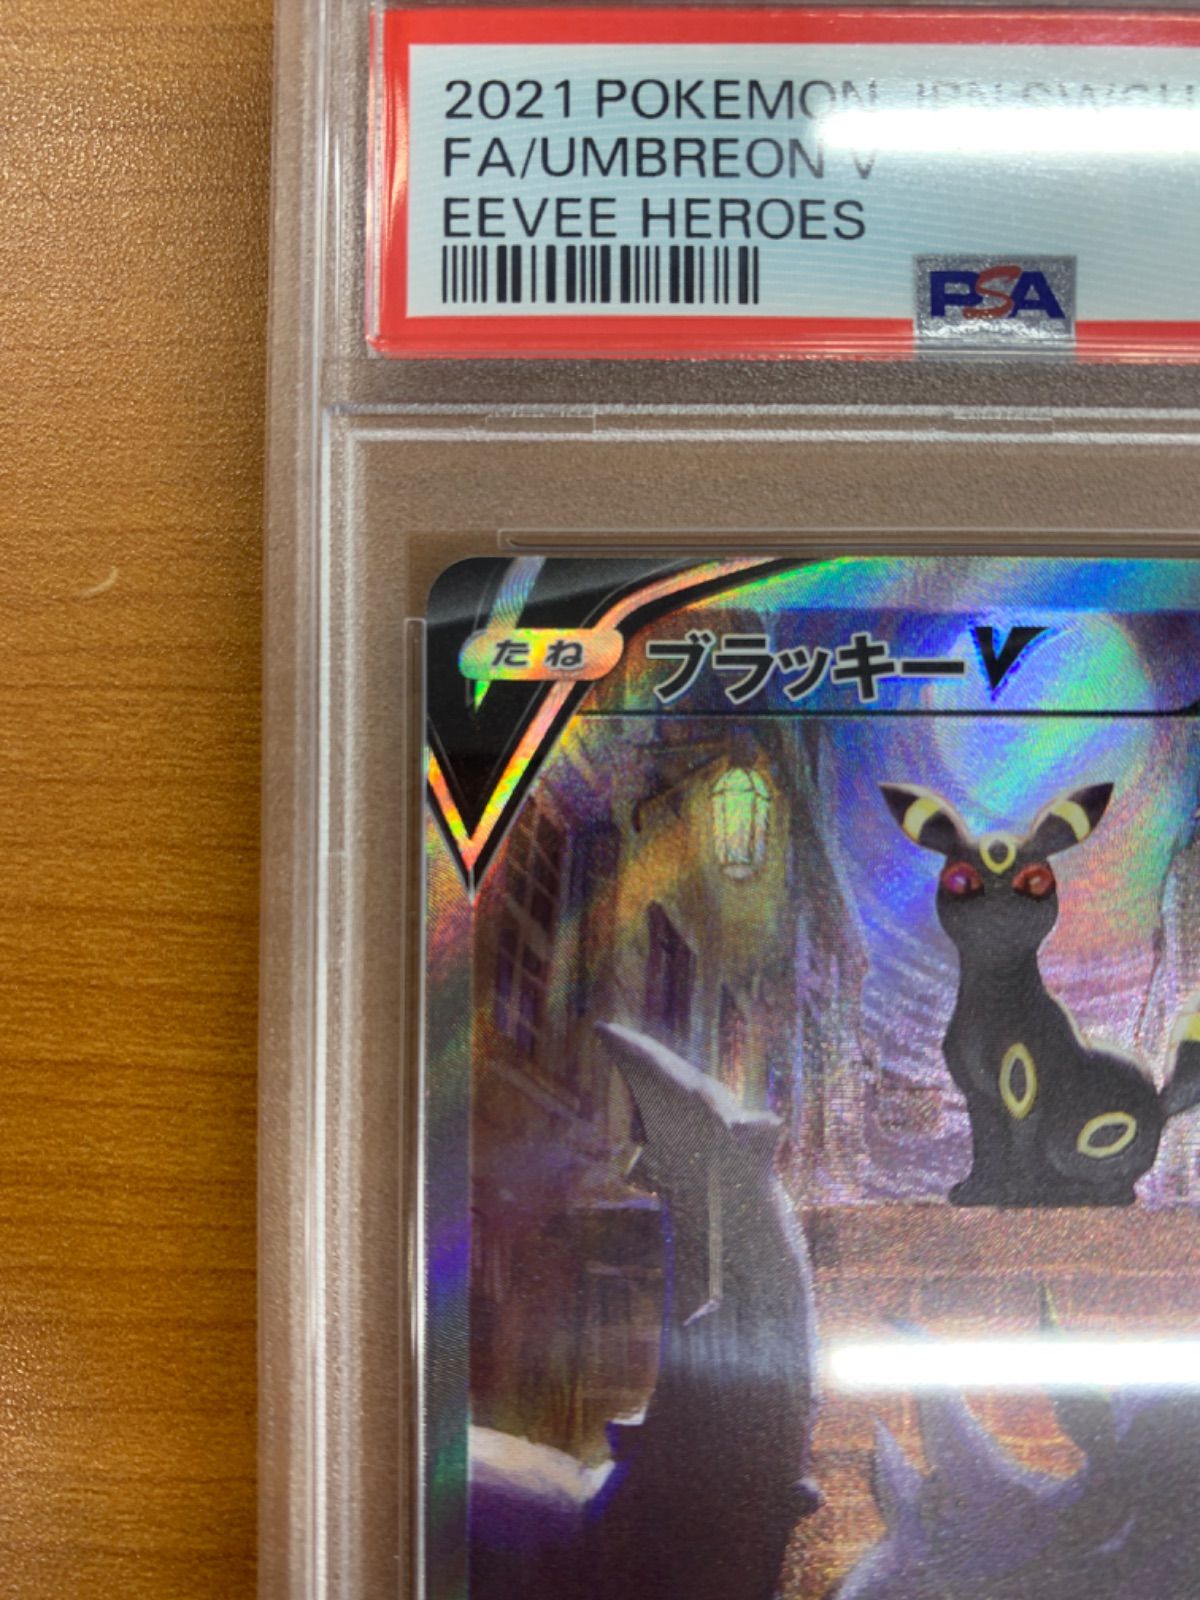 2021 POKEMON
FA/UMBREON V
EEVEE HEROES
PSA
たね ブラッキーV